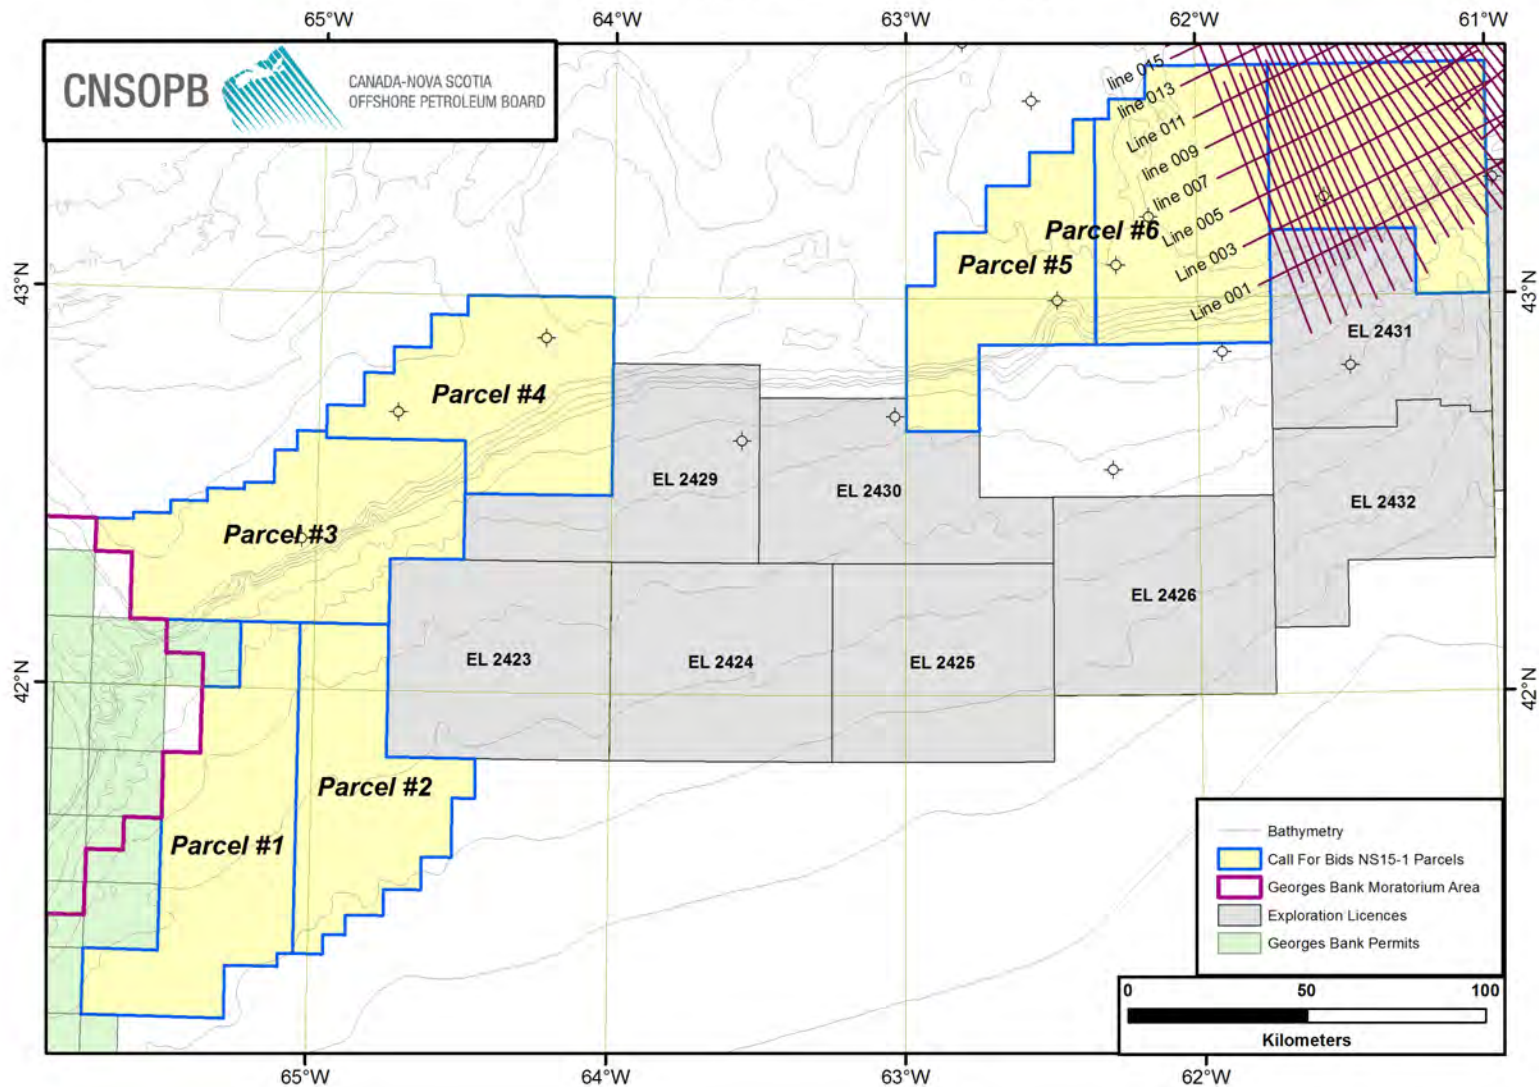 65°W
64°W
63°W
62°W
61°W
CNSOPB
CANADA-NOVA SCOTIA
OFFSHORE PETROLEUM BOARD
line 015
line 013
Line 011
line 009
line 007
Line 005
Line 003
Line 001
Parcel #6
Parcel #5
43°N
43°N
EL 2431
Parcel #4
EL 2429
EL 2430
EL 2432
Parcel #3
EL 2426
EL 2423
EL 2424
EL 2425
42°N
42°N
Parcel #2
Parcel #1
Bathymetry
Call For Bids NS15-1 Parcels
Georges Bank Moratorium Area
Exploration Licences
Georges Bank Permits
0 50 100
Kilometers
65°W
64°W
63°W
62°W